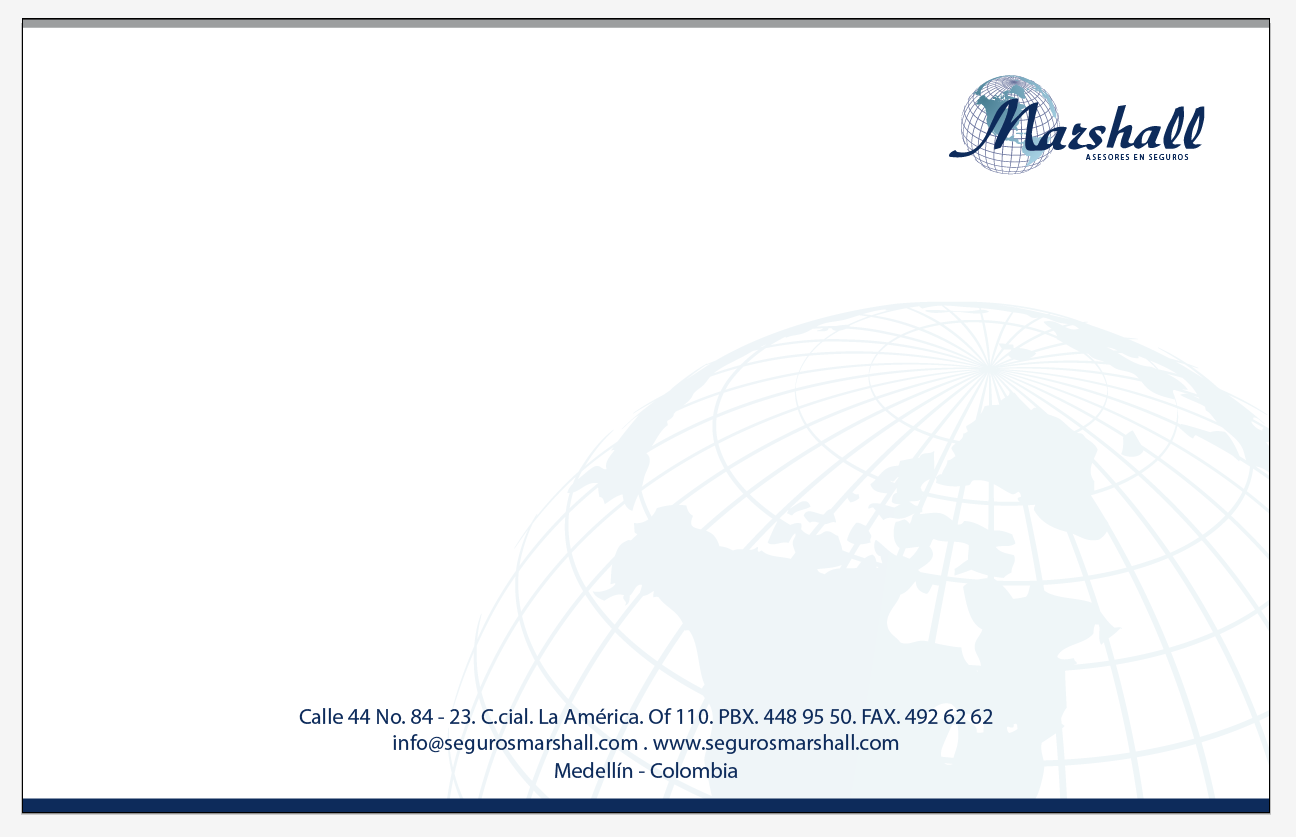 Marshall
ASESORES EN SEGUROS
Calle 44 No. 84 - 23. C.cial. La América. Of 110. PBX. 448 95 50. FAX. 492 62 62
info@segurosmarshall.com . www.segurosmarshall.com
Medellín - Colombia